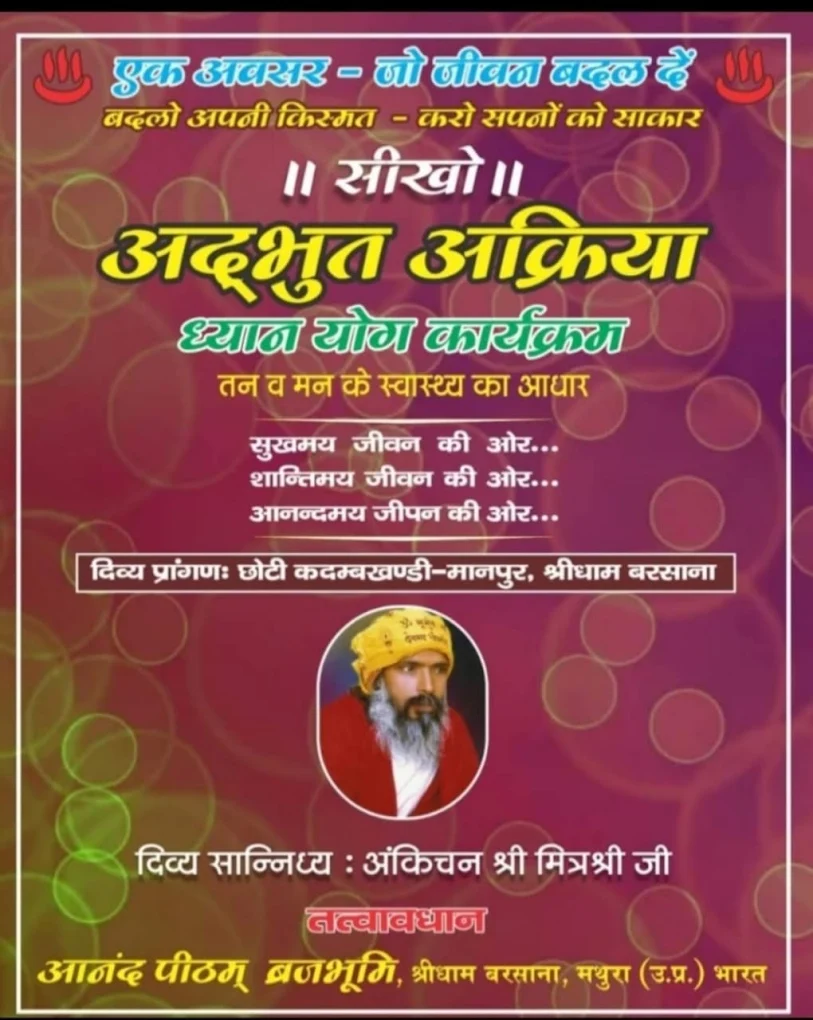 एक अवसर - जो जीवन बदल दें
बदलो अपनी किस्मत - करो सपनों को साकार
॥ सीखो ॥
अद्भुत अक्रिया
ध्यान योग कार्यक्रम
तन व मन के स्वास्थ्य का आधार
सुखमय जीवन की ओर...
शान्तिमय जीवन की ओर...
आनन्दमय जीपन की ओर...
दिव्य प्रांगणः छोटी कदम्बखण्डी-मानपुर, श्रीधाम बरसाना
दिव्य सान्निध्य : अंकिचन श्री मित्रश्री जी
तत्वावधान
आनंद पीठम् ब्रजभूमि, श्रीधाम बरसाना, मथुरा (उ.प्र.) भारत